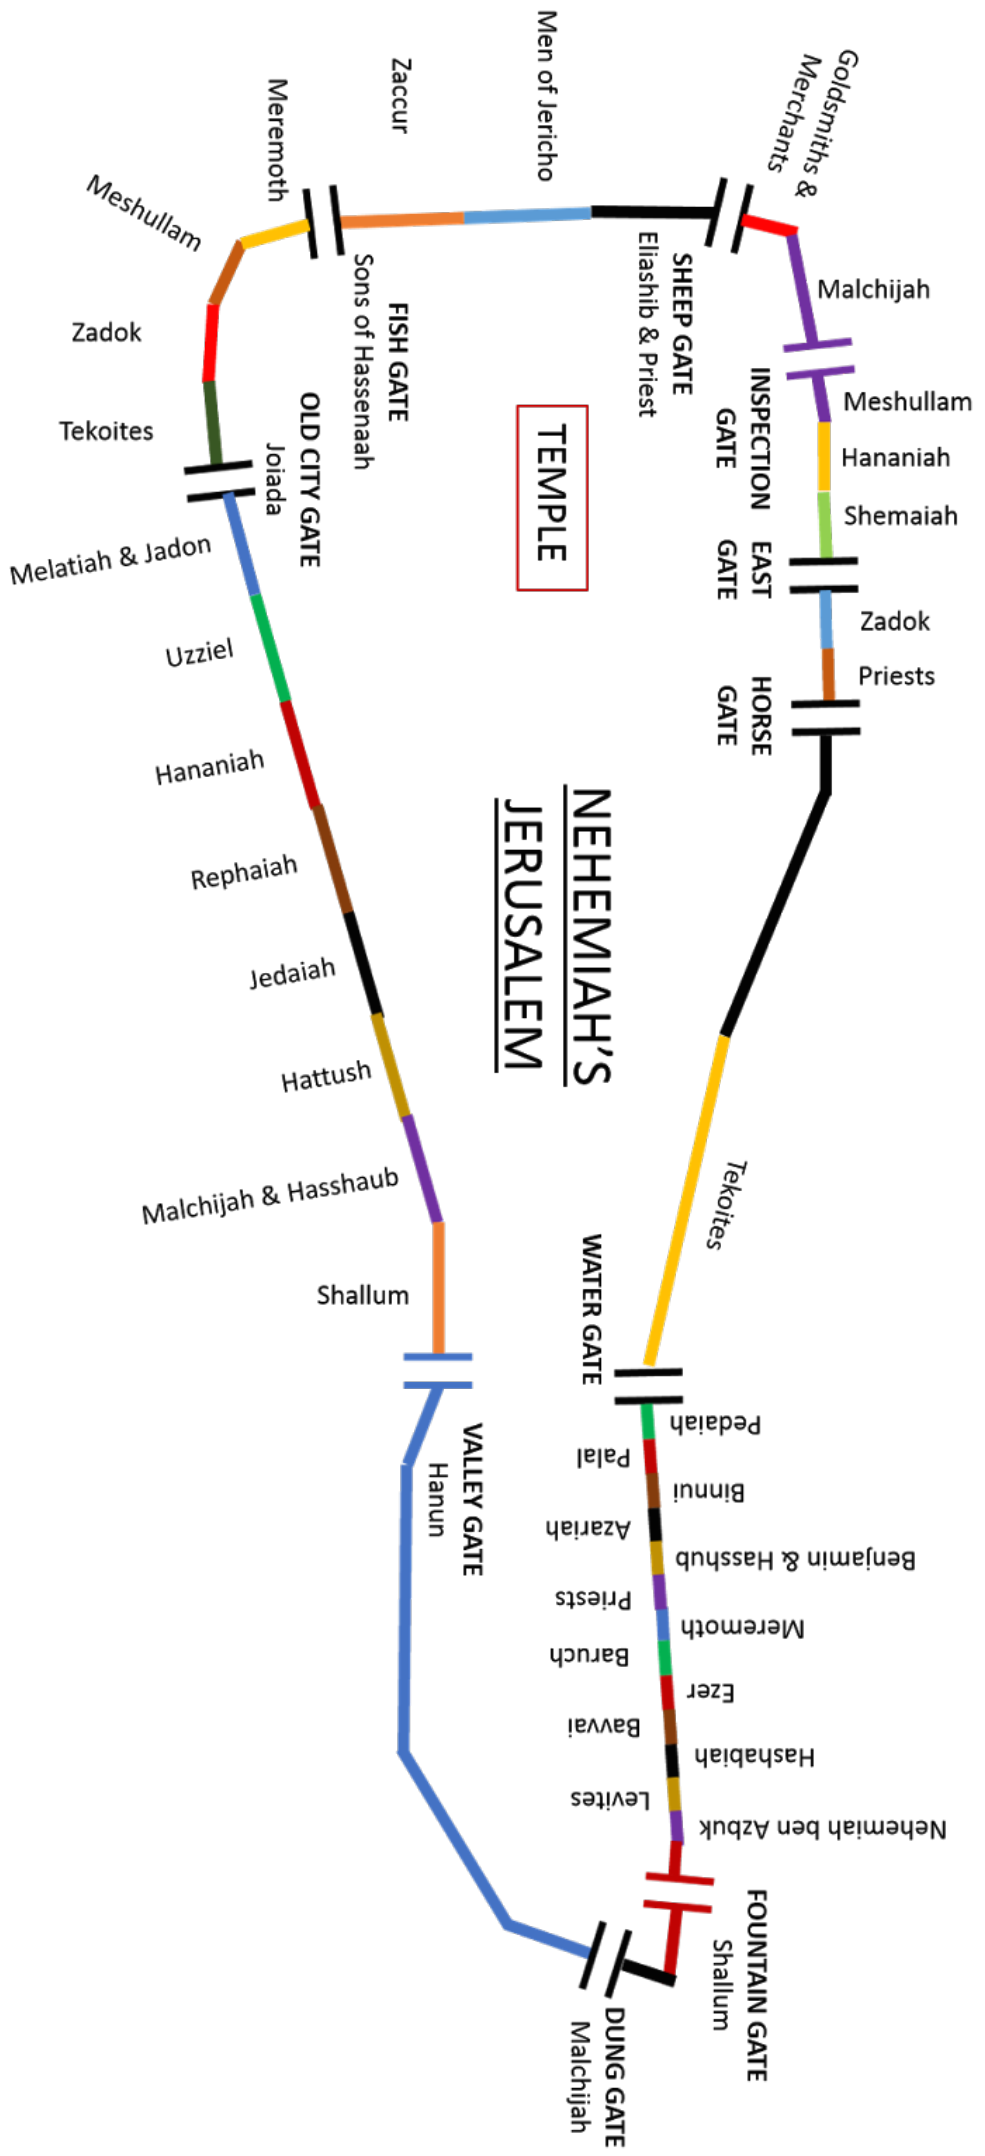 Goldsmiths &
Merchants
Men of Jericho
Zaccur
Meremoth
Meshullam
Zadok
Tekoites
Malchijah
Meshullam
Hananiah
Shemaiah
Zadok
Priests
SHEEP GATE
Eliashib & Priest
FISH GATE
Sons of Hassenaah
OLD CITY GATE
Joiada
INSPECTION
GATE
EAST
GATE
HORSE
GATE
TEMPLE
NEHEMIAH'S
JERUSALEM
Melatiah & Jadon
Uzziel
Hananiah
Rephaiah
Jedaiah
Hattush
Malchijah & Hasshaub
Shallum
Tekoites
WATER GATE
VALLEY GATE
Hanun
Pedaiah
Palal
Binnui
Azariah
Benjamin & Hasshub
Priests
Meremoth
Baruch
Ezer
Bavvai
Hashabiah
Levites
Nehemiah ben Azbuk
FOUNTAIN GATE
Shallum
DUNG GATE
Malchijah